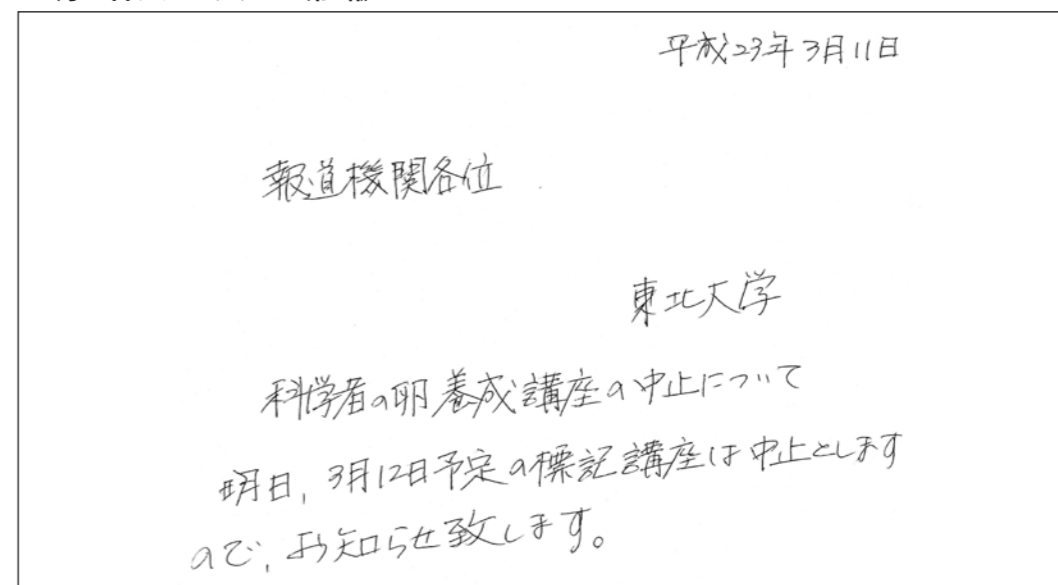 平成23年3月11日
報道機関各位
東北大学
科学者の卵養成講座の中止について
明日,3月12日予定の標記講座は中止とします
ので,お知らせ致します。